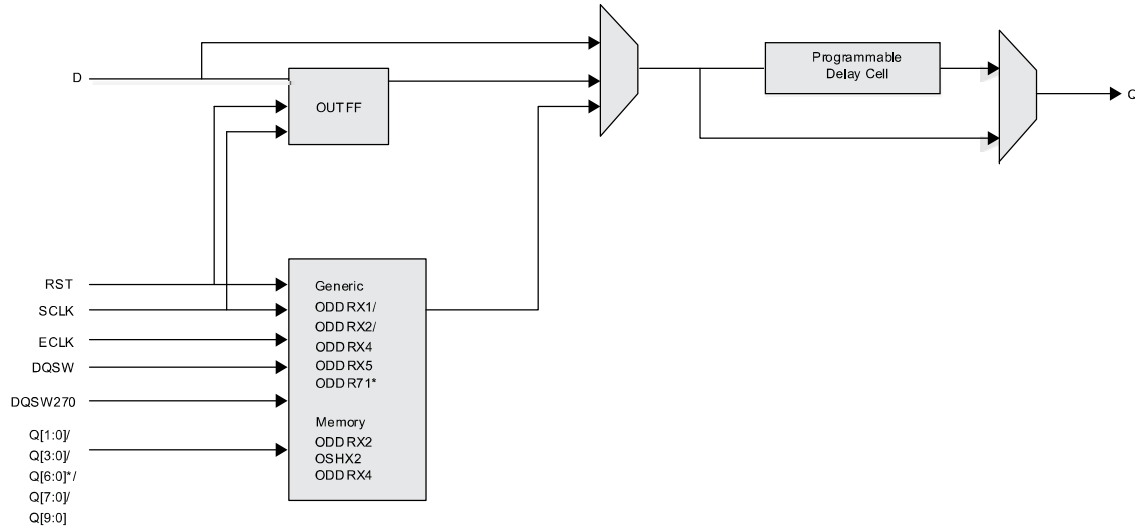 D
OUTFF
Programmable
Delay Cell
Q
RST
SCLK
ECLK
DQSW
DQSW270
Q[1:0]/
Q[3:0]/
Q[6:0]*/
Q[7:0]/
Q[9:0]
Generic
ODDRX1/
ODDRX2/
ODDRX4
ODDRX5
ODDR71*
Memory
ODDRX2
OSHX2
ODDRX4